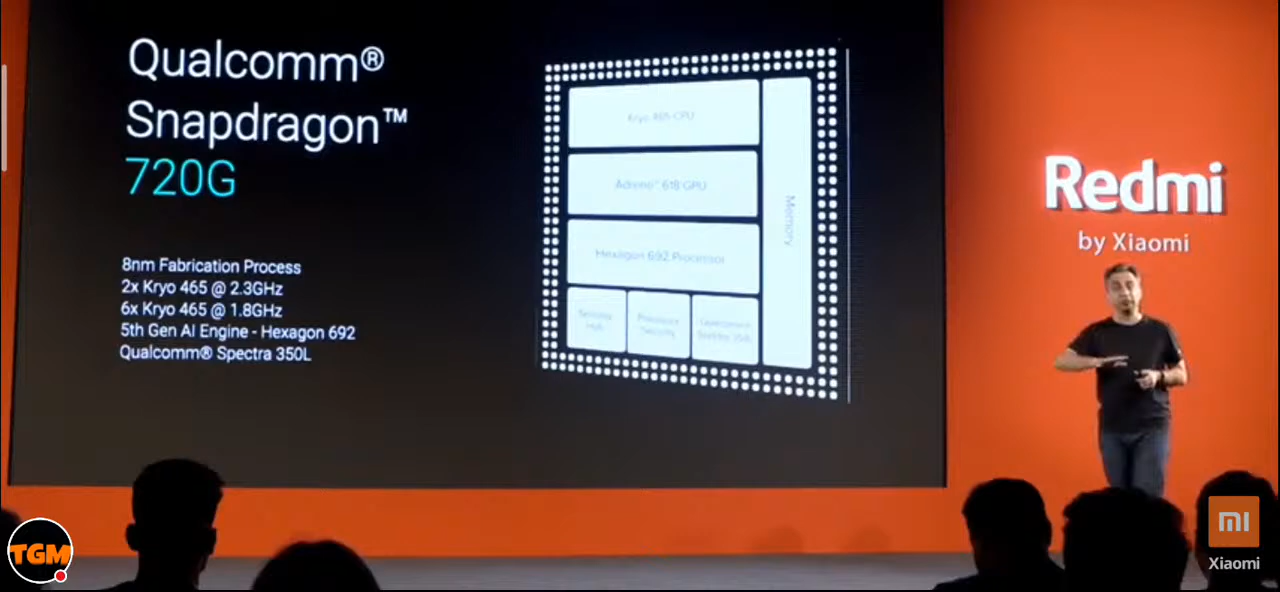 Qualcomm®
Snapdragon™
720G
8nm Fabrication Process
2x Kryo 465 @ 2.3GHz
6x Kryo 465 @ 1.8GHz
5th Gen AI Engine - Hexagon 692
Qualcomm® Spectra 350L
Kryo 465 CPU
Adreno™ 618 GPU
Hexagon 692 Processor
Memory
Redmi
by Xiaomi
TGM
mi
Xiaomi